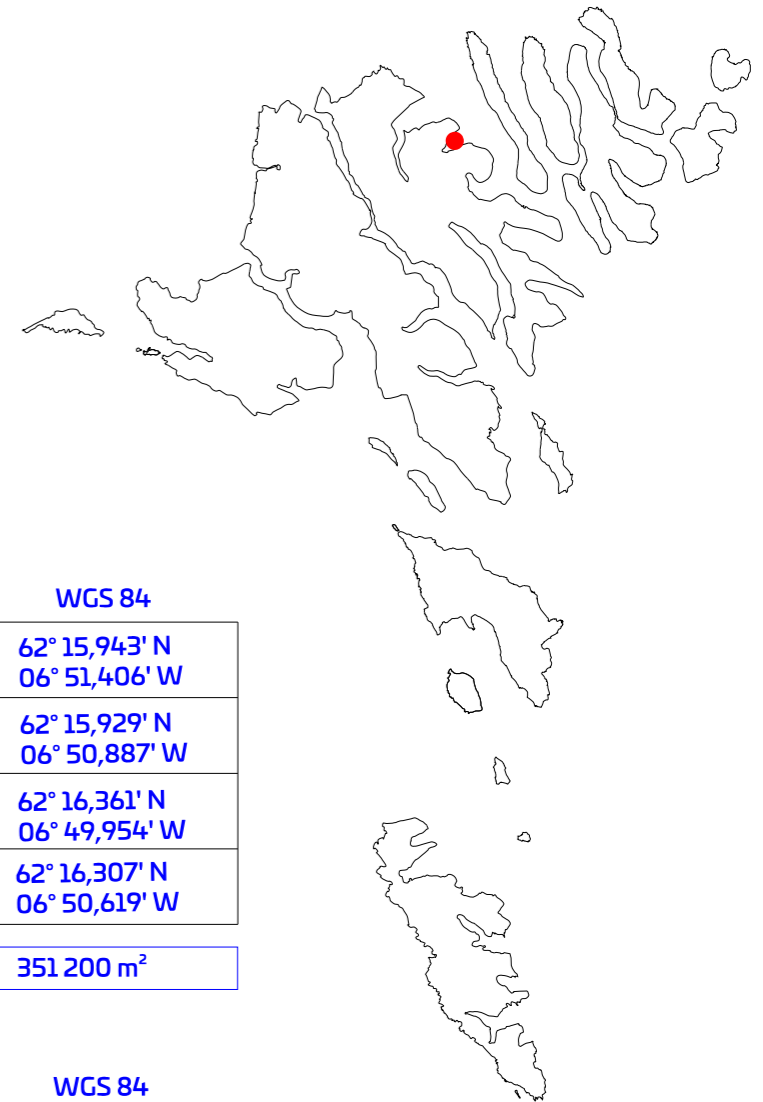 WGS 84
62° 15,943' N
06° 51,406' W
62° 15,929' N
06° 50,887' W
62° 16,361' N
06° 49,954' W
62° 16,307' N
06° 50,619' W
351 200 m²
WGS 84